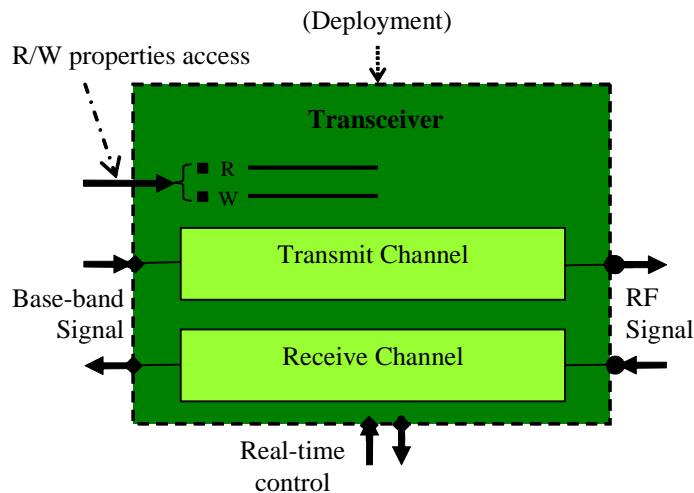 (Deployment)
R/W properties access
Transceiver
R
W
Transmit Channel
Base-band
Signal
RF
Signal
Receive Channel
Real-time
control